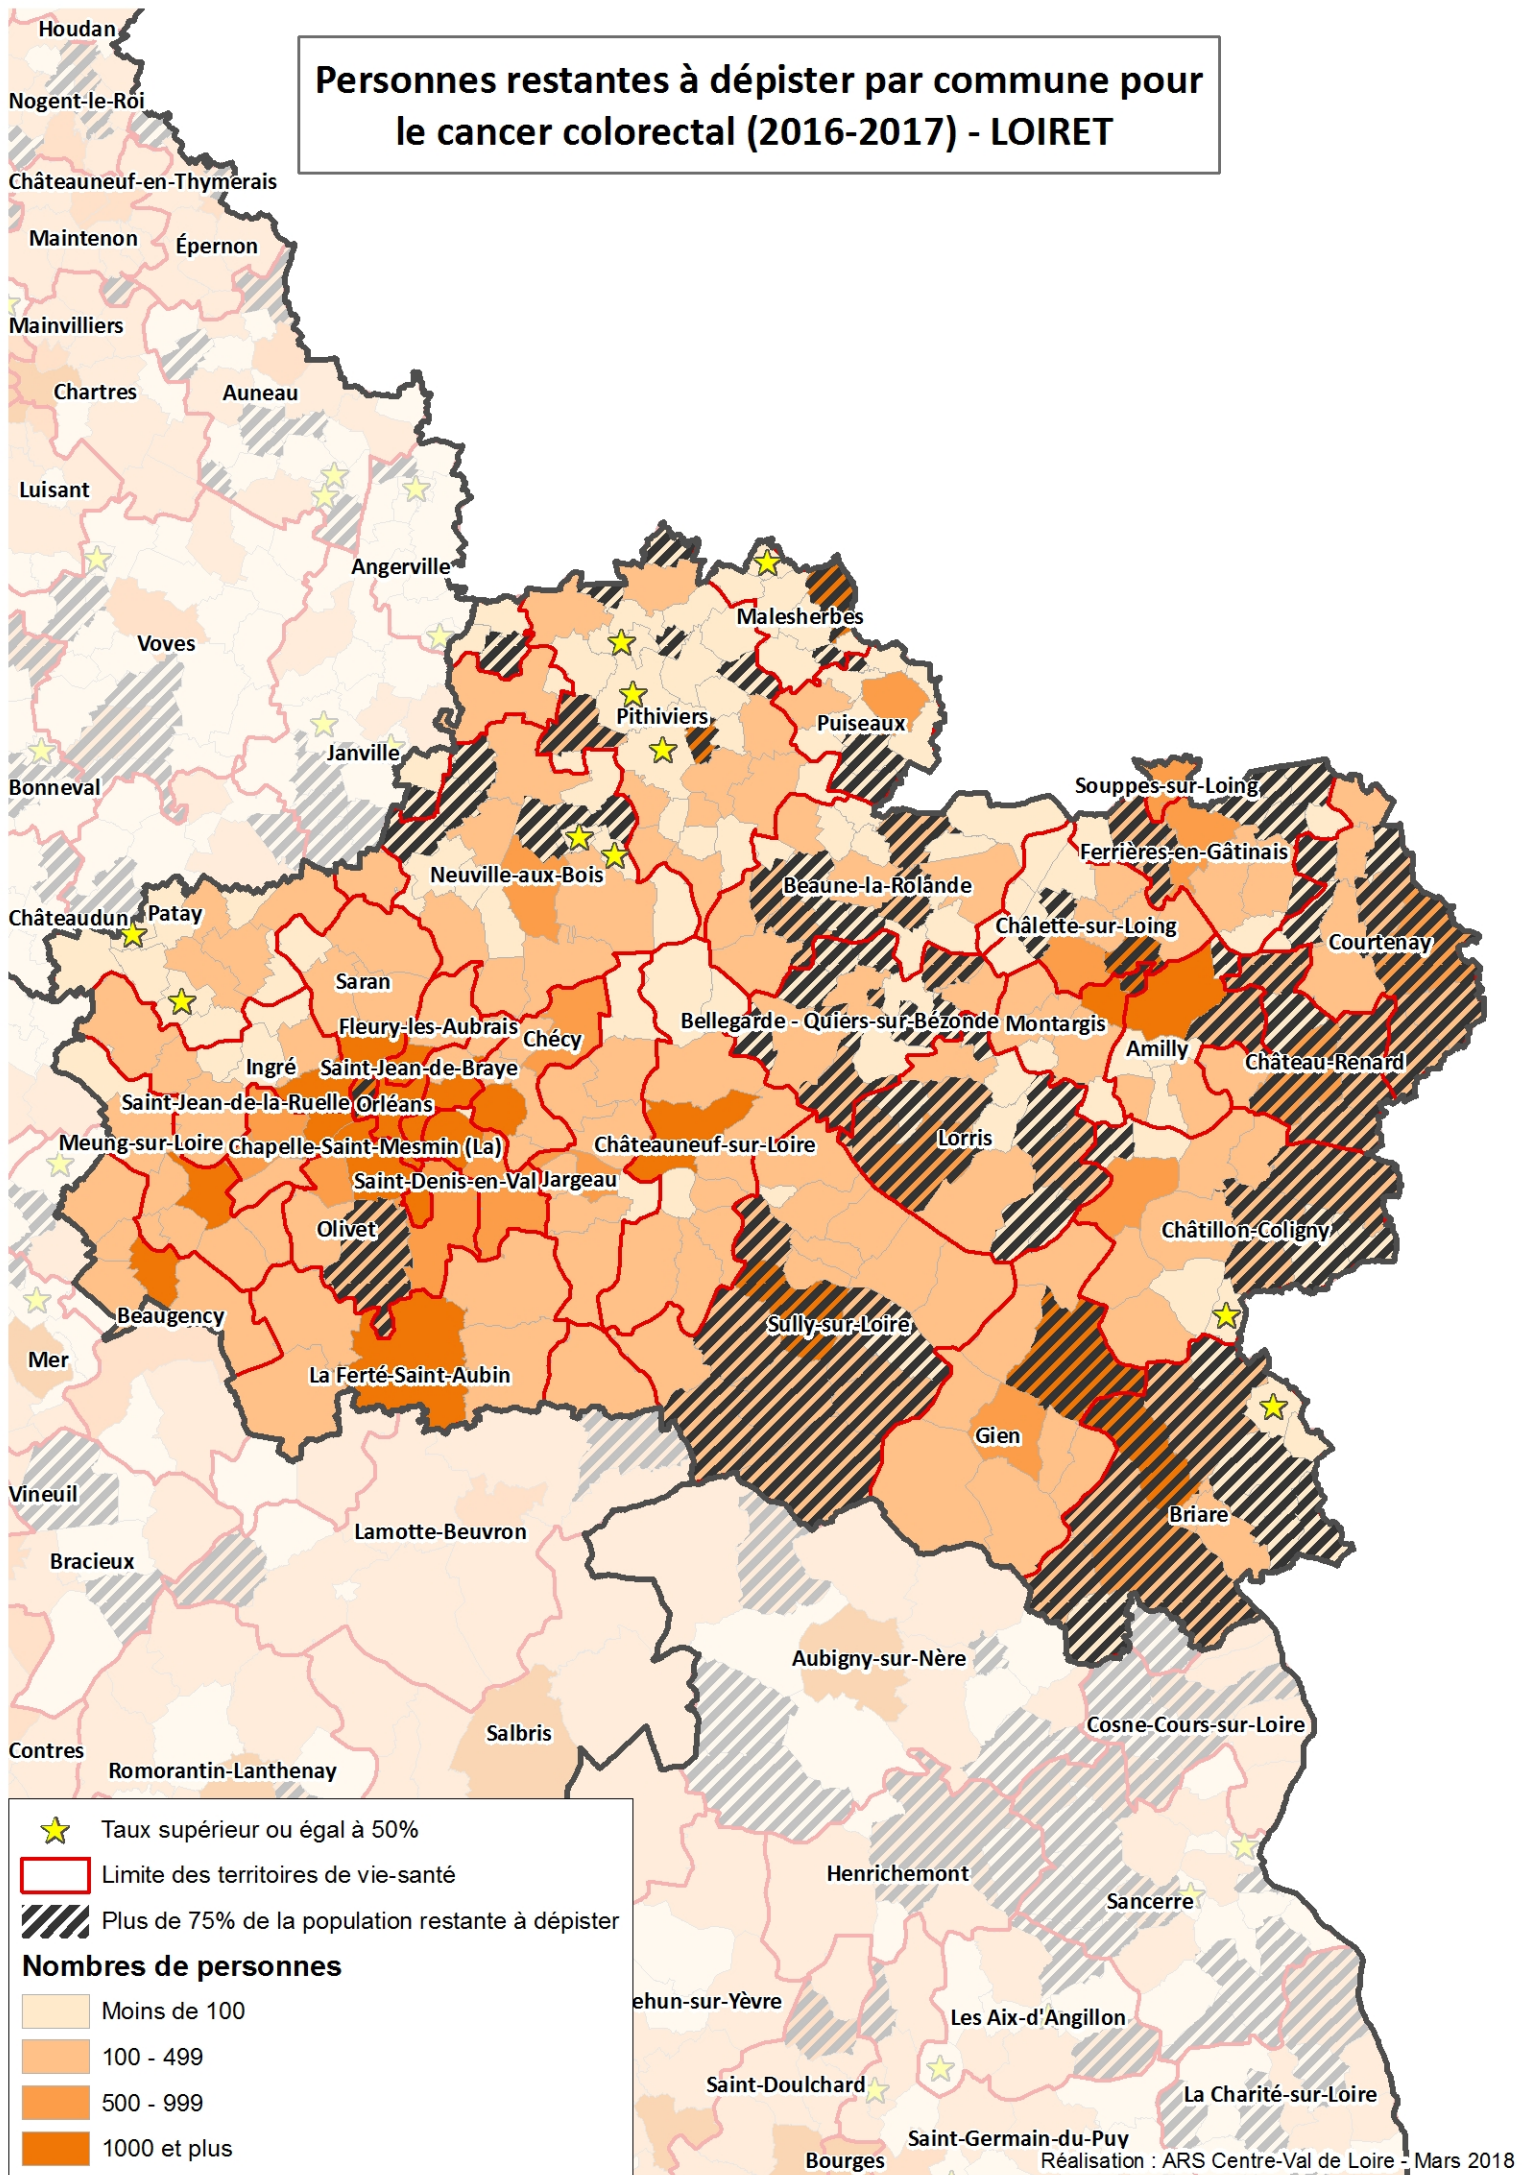 Houdan
Personnes restantes à dépister par commune pour
le cancer colorectal (2016-2017) - LOIRET
Nogent-le-Roi
Châteauneuf-en-Thymerais
Maintenon
Épernon
Mainvilliers
Chartres
Auneau
Luisant
Angerville
Voves
Malesherbes
Pithiviers
Puiseaux
Janville
Bonneval
Souppes-sur-Loing
Ferrières-en-Gâtinais
Neuville-aux-Bois
Beaune-la-Rolande
Châteaudun
Patay
Châlette-sur-Loing
Courtenay
Saran
Fleury-les-Aubrais
Chécy
Bellegarde - Quiers-sur-Bézonde
Montargis
Amilly
Château-Renard
Ingré
Saint-Jean-de-Braye
Saint-Jean-de-la-Ruelle
Orléans
Meung-sur-Loire
Chapelle-Saint-Mesmin (La)
Châteauneuf-sur-Loire
Lorris
Saint-Denis-en-Val
Jargeau
Olivet
Châtillon-Coligny
Beaugency
Sully-sur-Loire
Mer
La Ferté-Saint-Aubin
Gien
Vineuil
Briare
Lamotte-Beuvron
Bracieux
Aubigny-sur-Nère
Cosne-Cours-sur-Loire
Salbris
Contres
Romorantin-Lanthenay
Taux supérieur ou égal à 50%
Limite des territoires de vie-santé
Plus de 75% de la population restante à dépister
Nombres de personnes
Moins de 100
100 - 499
500 - 999
1000 et plus
Henrichemont
Sancerre
ehun-sur-Yèvre
Les Aix-d'Angillon
Saint-Doulchard
La Charité-sur-Loire
Saint-Germain-du-Puy
Bourges
Réalisation : ARS Centre-Val de Loire - Mars 2018